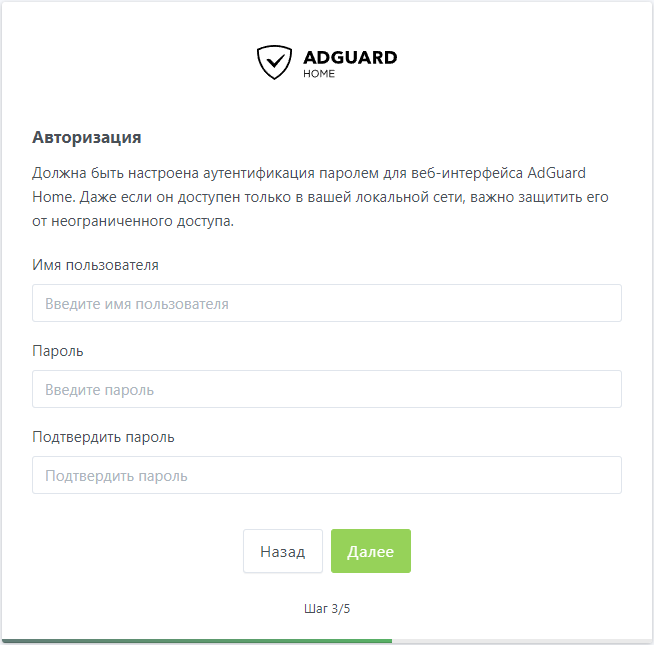 ADGUARD
HOME
Авторизация
Должна быть настроена аутентификация паролем для веб-интерфейса AdGuard
Home. Даже если он доступен только в вашей локальной сети, важно защитить его
от неограниченного доступа.
Имя пользователя
Введите имя пользователя
Пароль
Введите пароль
Подтвердить пароль
Подтвердить пароль
Назад
Далее
Шаг 3/5